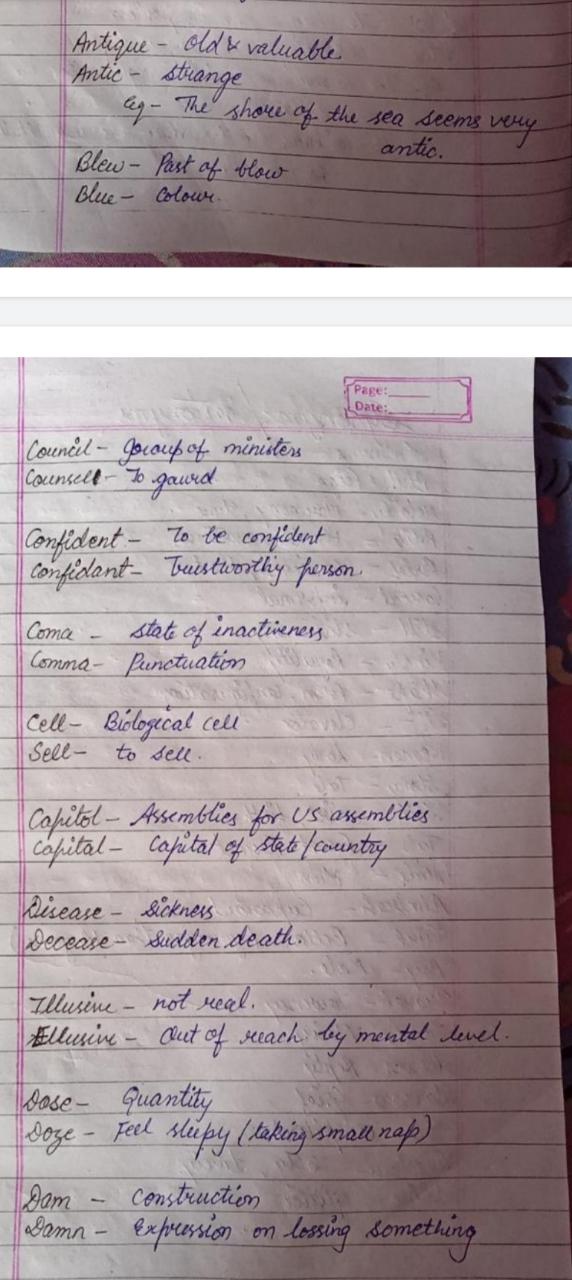 Antique - old & valuable
Antic - strange
eg - The shore of the sea seems very
antic.
Blew - Past of blow
Blue - Colour.
Page:
Date:
Council - group of ministers
Counsell - To gaurd
Confident - To be confident
Confidant - Trustworthy person.
Coma - state of inactiveness
Comma - Punctuation
Cell - Biological cell
Sell - to sell.
Capitol - Assemblies for US assemblies
Capital - Capital of state/country
Disease - sickness
Decease - Sudden death.
Illusive - not real.
Ellusive - Out of reach by mental level.
Dose - Quantity
Doze - Feel sleepy (taking small nap)
Dam - construction
Damn - Expression on lossing something